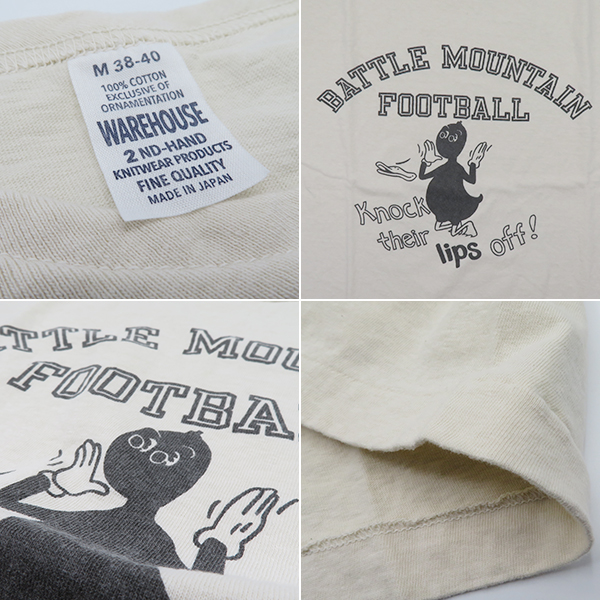 M 38-40
100% COTTON
EXCLUSIVE OF
ORNAMENTATION
WAREHOUSE
2 ND-HAND
KNITWEAR PRODUCTS
FINE QUALITY
MADE IN JAPAN
BATTLE MOUNTAIN
FOOTBALL
Knock
their lips off!
ATTLE MOU
FOOTBA